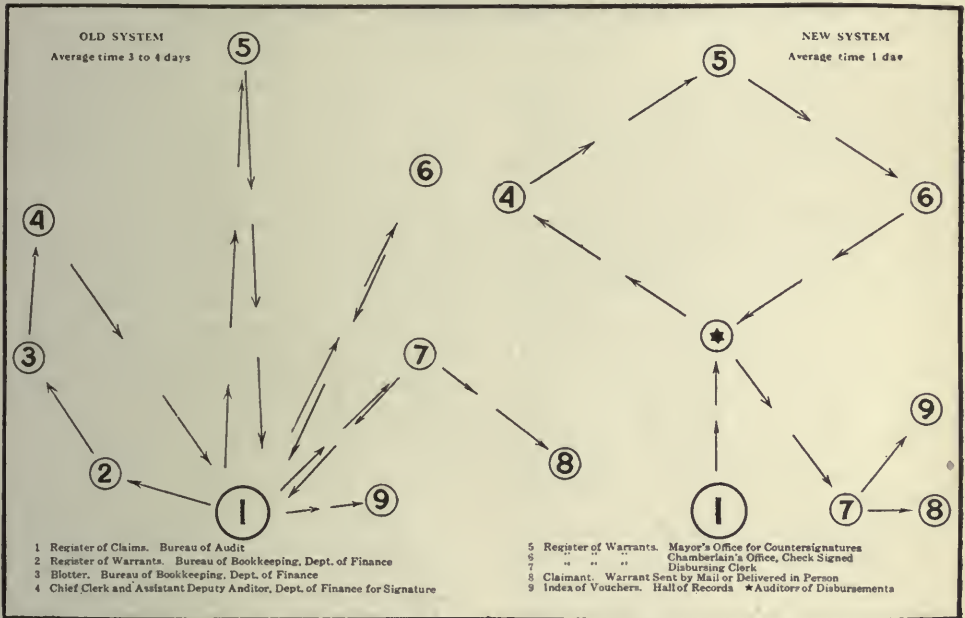 OLD SYSTEM
Average time 3 to 4 days
NEW SYSTEM
Average time 1 day
5
5
6
4
6
4
★
3
7
9
2
8
1
9
1
7
8
1 Register of Claims. Bureau of Audit
2 Register of Warrants. Bureau of Bookkeeping, Dept. of Finance
3 Blotter. Bureau of Bookkeeping, Dept. of Finance
4 Chief Clerk and Assistant Deputy Auditor, Dept. of Finance for Signature
5 Register of Warrants. Mayor's Office for Countersignatures
6 " " " Chamberlain's Office, Check Signed
7 " " " Disbursing Clerk
8 Claimant. Warrant Sent by Mail or Delivered in Person
9 Index of Vouchers. Hall of Records ★Auditor of Disbursements